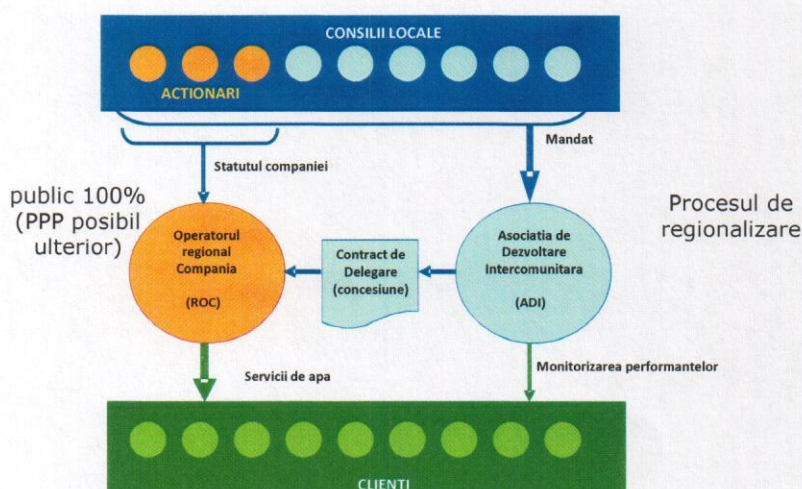 CONSILII LOCALE
ACTIONARI
Mandat
Statutul companiei
public 100%
(PPP posibil
ulterior)
Procesul de
regionalizare
Operatorul
regional
Compania
(ROC)
Contract de
Delegare
(concesiune)
Asociatia de
Dezvoltare
Intercomunitara
(ADI)
Servicii de apa
Monitorizarea performantelor
CLIENTI